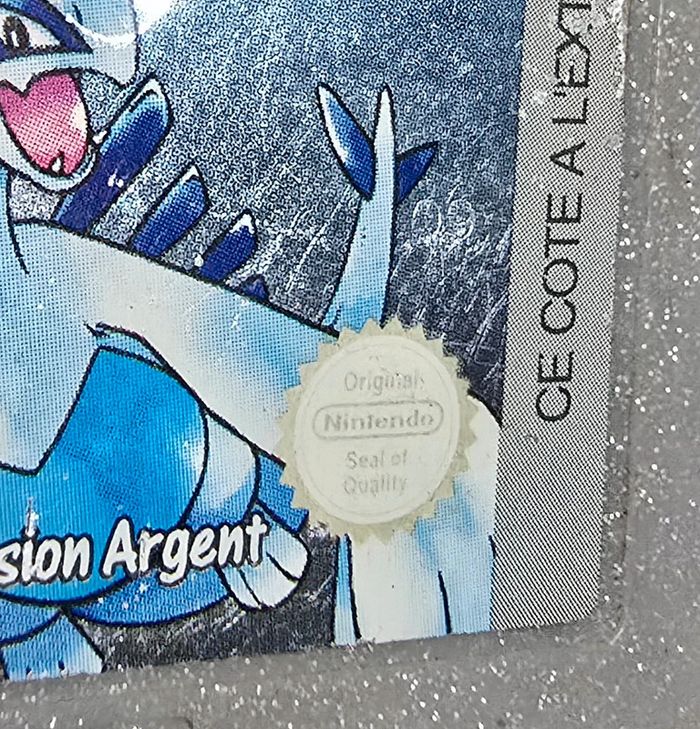 CE COTE A L'EXT
Original
Nintendo
Seal of
Quality
sion Argent